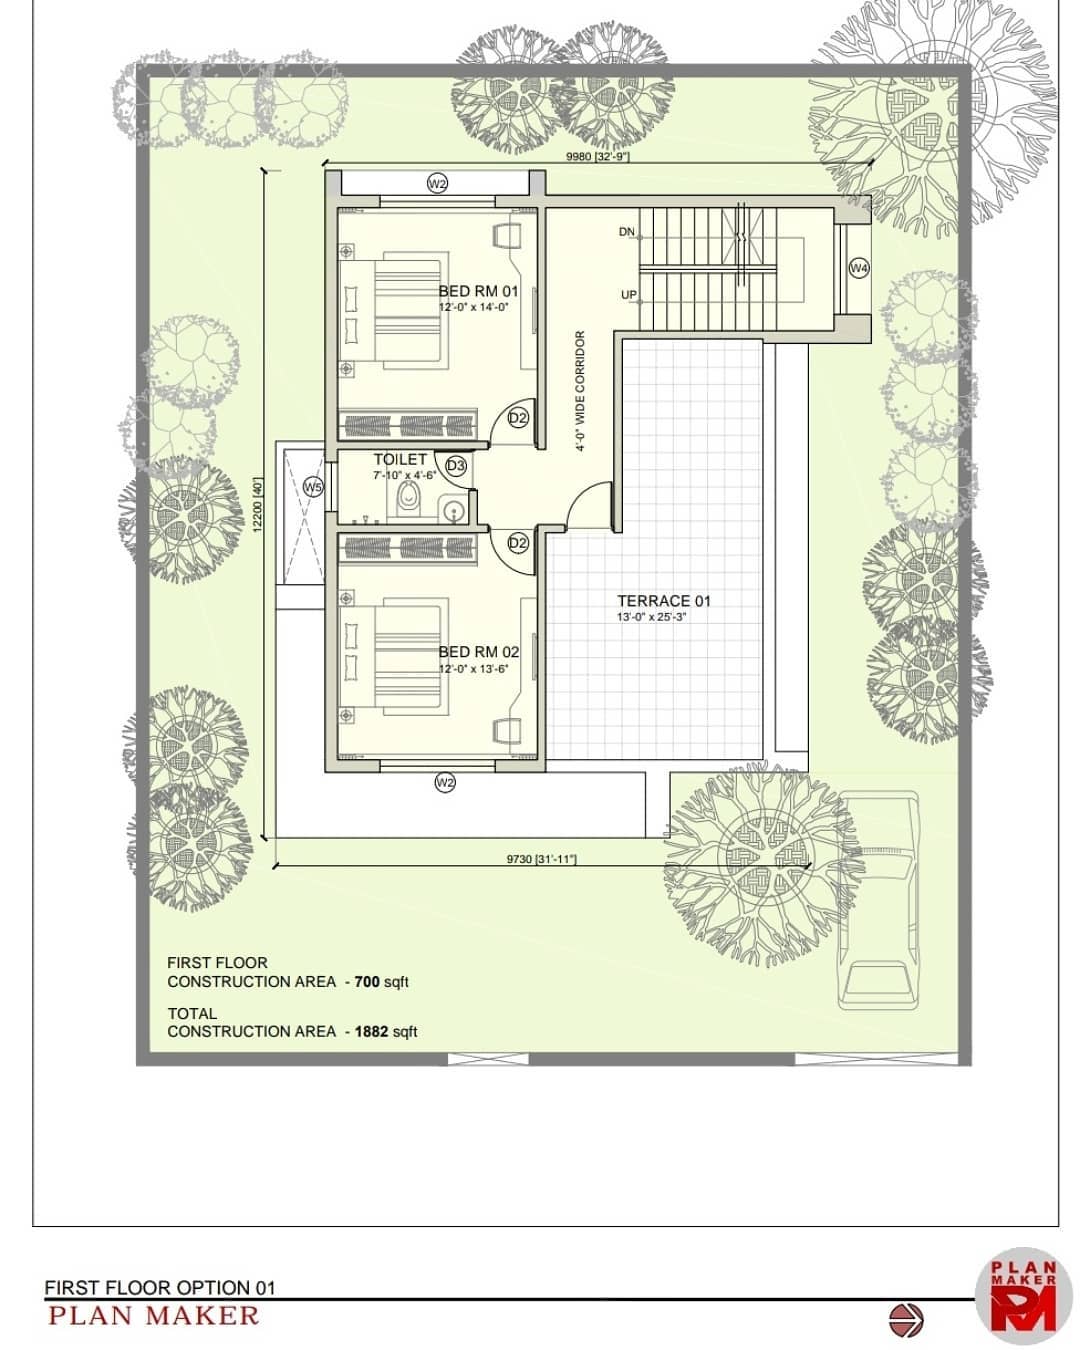 9980 [32'-9"]
W2
DN
W4
UP
BED RM 01
12'-0" x 14'-0"
4'-0" WIDE CORRIDOR
D2
TOILET
7'-10" x 4'-6"
D3
W5
12200 [40']
D2
TERRACE 01
13'-0" x 25'-3"
BED RM 02
12'-0" x 13'-6"
W2
9730 [31'-11"]
FIRST FLOOR
CONSTRUCTION AREA - 700 sqft
TOTAL
CONSTRUCTION AREA - 1882 sqft
FIRST FLOOR OPTION 01
PLAN MAKER
PLAN
MAKER
PM